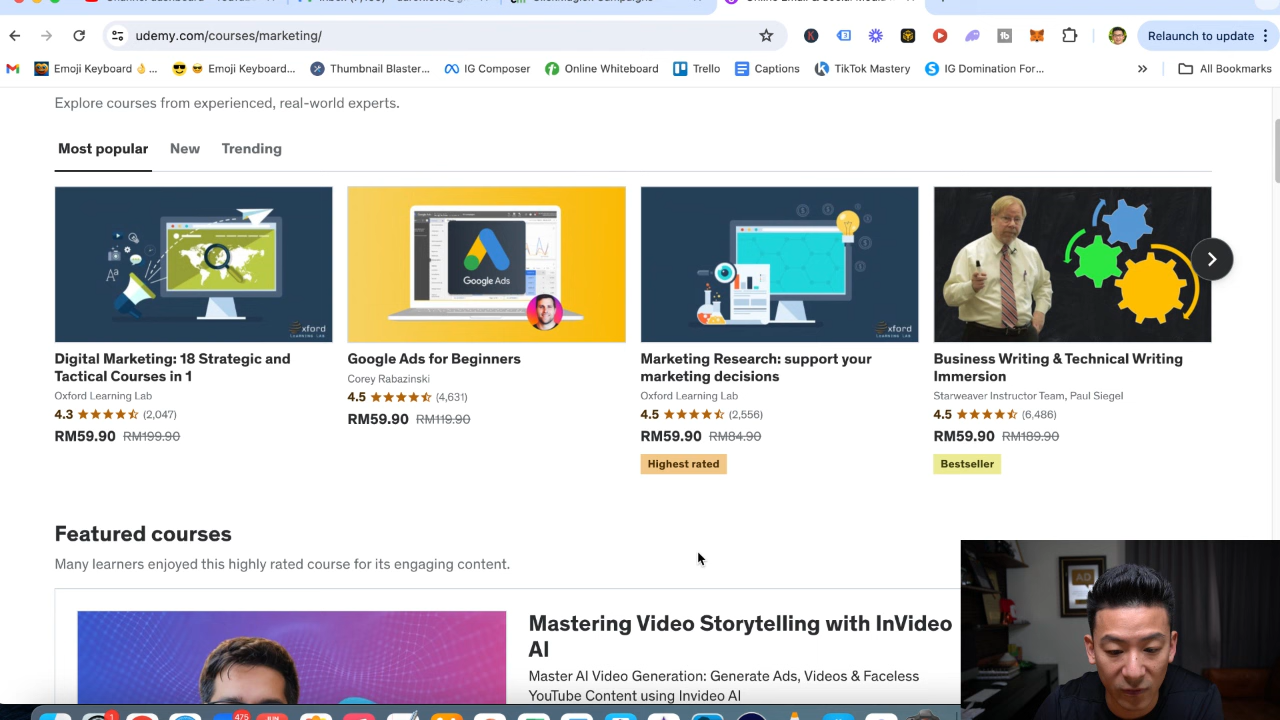 udemy.com/courses/marketing/
Relaunch to update
Emoji Keyboard 👌 ...
Emoji Keyboard...
Thumbnail Blaster...
IG Composer
Online Whiteboard
Trello
Captions
TikTok Mastery
IG Domination For...
»
All Bookmarks
Explore courses from experienced, real-world experts.
Most popular
New
Trending
Google Ads
Digital Marketing: 18 Strategic and
Tactical Courses in 1
Oxford Learning Lab
4.3 (2,047)
RM59.90 RM199.90
Google Ads for Beginners
Corey Rabazinski
4.5 (4,631)
RM59.90 RM119.90
Marketing Research: support your
marketing decisions
Oxford Learning Lab
4.5 (2,556)
RM59.90 RM84.90
Highest rated
Business Writing & Technical Writing
Immersion
Starweaver Instructor Team, Paul Siegel
4.5 (6,486)
RM59.90 RM189.90
Bestseller
Featured courses
Many learners enjoyed this highly rated course for its engaging content.
Mastering Video Storytelling with InVideo
AI
Master AI Video Generation: Generate Ads, Videos & Faceless
YouTube Content using Invideo AI
475